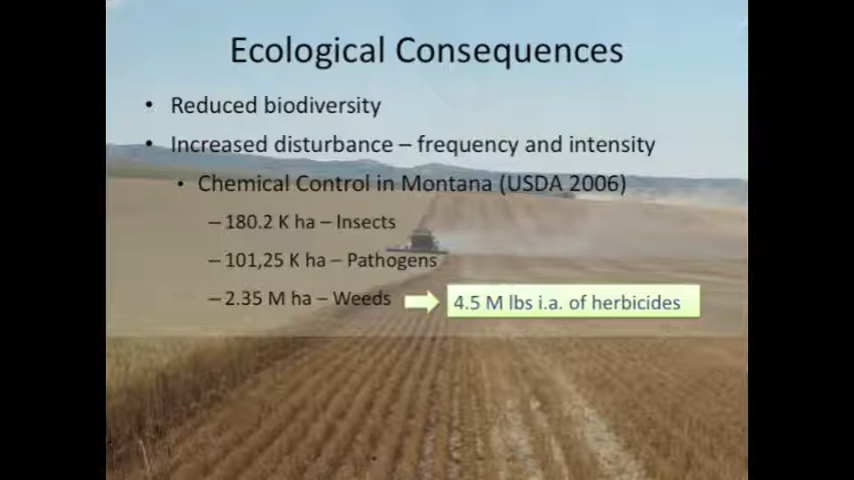 Ecological Consequences
• Reduced biodiversity
• Increased disturbance – frequency and intensity
• Chemical Control in Montana (USDA 2006)
– 180.2 K ha – Insects
– 101,25 K ha – Pathogens
– 2.35 M ha – Weeds 4.5 M lbs i.a. of herbicides